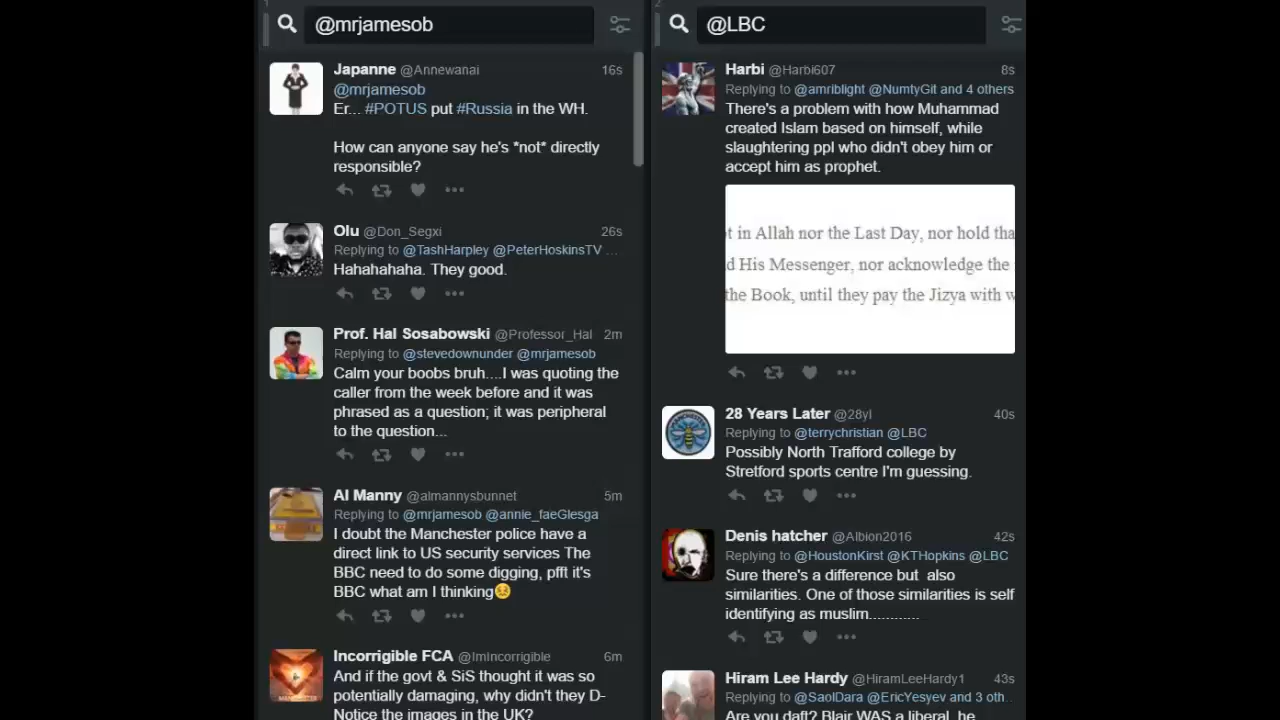 1
@mrjamesob
Japanne @Annewanai 16s
@mrjamesob
Er... #POTUS put #Russia in the WH.
How can anyone say he's *not* directly
responsible?
Olu @Don_Segxi 26s
Replying to @TashHarpley @PeterHoskinsTV ...
Hahahahaha. They good.
Prof. Hal Sosabowski @Professor_Hal 2m
Replying to @stevedownunder @mrjamesob
Calm your boobs bruh....I was quoting the
caller from the week before and it was
phrased as a question; it was peripheral
to the question...
Al Manny @almannysbunnet 5m
Replying to @mrjamesob @annie_faeGlesga
I doubt the Manchester police have a
direct link to US security services The
BBC need to do some digging, pfft it's
BBC what am I thinking😣
Incorrigible FCA @ImIncorrigible 6m
And if the govt & SiS thought it was so
potentially damaging, why didn't they D-
Notice the images in the UK?
2
@LBC
Harbi @Harbi607 8s
Replying to @amriblight @NumtyGit and 4 others
There's a problem with how Muhammad
created Islam based on himself, while
slaughtering ppl who didn't obey him or
accept him as prophet.
t in Allah nor the Last Day, nor hold tha
d His Messenger, nor acknowledge the
the Book, until they pay the Jizya with w
28 Years Later @28yl 40s
Replying to @terrychristian @LBC
Possibly North Trafford college by
Stretford sports centre I'm guessing.
Denis hatcher @Albion2016 42s
Replying to @HoustonKirst @KTHopkins @LBC
Sure there's a difference but also
similarities. One of those similarities is self
identifying as muslim............
Hiram Lee Hardy @HiramLeeHardy1 43s
Replying to @SaolDara @EricYesyev and 3 oth..
Are you daft? Blair WAS a liberal, he